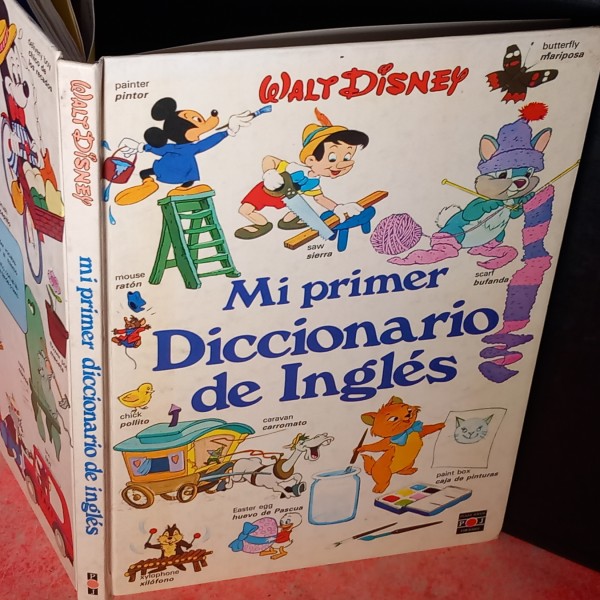 WALT DISNEY
mi primer diccionario de inglés
WALT DISNEY
painter
pintor
butterfly
mariposa
saw
sierra
scarf
bufanda
mouse
ratón
Mi primer
Diccionario
de Inglés
chick
pollito
caravan
carromato
paint box
caja de pinturas
Easter egg
huevo de Pascua
xylophone
xilófono